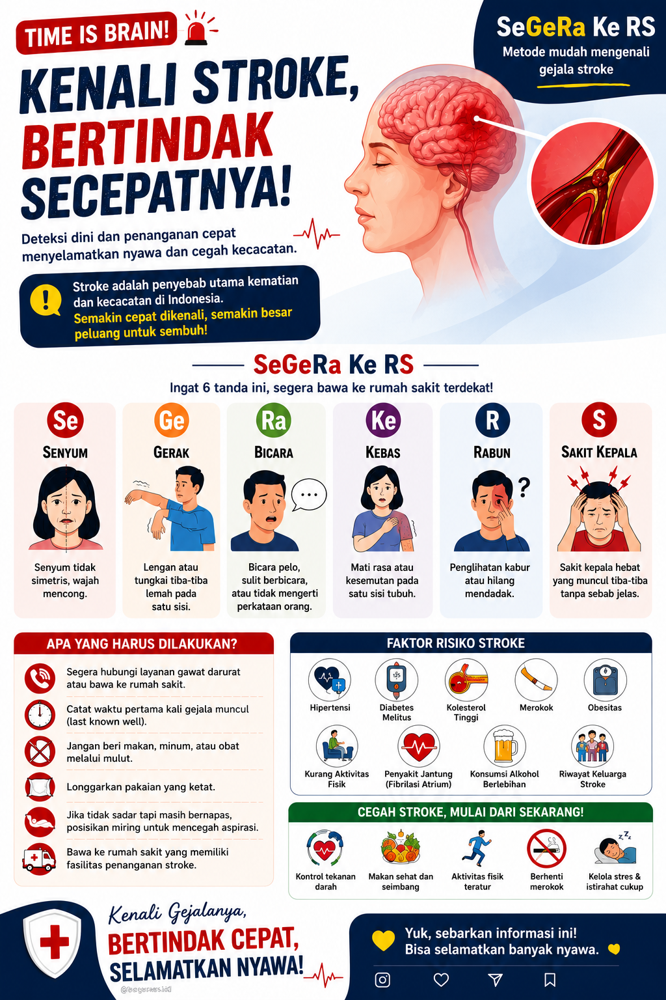 TIME IS BRAIN!
KENALI STROKE,
BERTINDAK
SECEPATNYA!
Deteksi dini dan penanganan cepat
menyelamatkan nyawa dan cegah kecacatan.
Stroke adalah penyebab utama kematian
dan kecacatan di Indonesia.
Semakin cepat dikenali, semakin besar
peluang untuk sembuh!
SeGeRa Ke RS
Metode mudah mengenali
gejala stroke
SeGeRa Ke RS
Ingat 6 tanda ini, segera bawa ke rumah sakit terdekat!
Se
SENYUM
Senyum tidak
simetris, wajah
mencong.
Ge
GERAK
Lengan atau
tungkai tiba-tiba
lemah pada
satu sisi.
Ra
BICARA
Bicara pelo,
sulit berbicara,
atau tidak mengerti
perkataan orang.
Ke
KEBAS
Mati rasa atau
kesemutan pada
satu sisi tubuh.
R
RABUN
?
Penglihatan kabur
atau hilang
mendadak.
S
SAKIT KEPALA
Sakit kepala hebat
yang muncul tiba-tiba
tanpa sebab jelas.
APA YANG HARUS DILAKUKAN?
Segera hubungi layanan gawat darurat
atau bawa ke rumah sakit.
Catat waktu pertama kali gejala muncul
(last known well).
Jangan beri makan, minum, atau obat
melalui mulut.
Longgarkan pakaian yang ketat.
Jika tidak sadar tapi masih bernapas,
posisikan miring untuk mencegah aspirasi.
Bawa ke rumah sakit yang memiliki
fasilitas penanganan stroke.
FAKTOR RISIKO STROKE
Hipertensi
Diabetes
Melitus
Kolesterol
Tinggi
Merokok
Obesitas
Kurang Aktivitas
Fisik
Penyakit Jantung
(Fibrilasi Atrium)
Konsumsi Alkohol
Berlebihan
Riwayat Keluarga
Stroke
CEGAH STROKE, MULAI DARI SEKARANG!
Kontrol tekanan
darah
Makan sehat dan
seimbang
Aktivitas fisik
teratur
Berhenti
merokok
z Z z
Kelola stres &
istirahat cukup
Kenali Gejalanya,
BERTINDAK CEPAT,
SELAMATKAN NYAWA!
Yuk, sebarkan informasi ini!
Bisa selamatkan banyak nyawa.